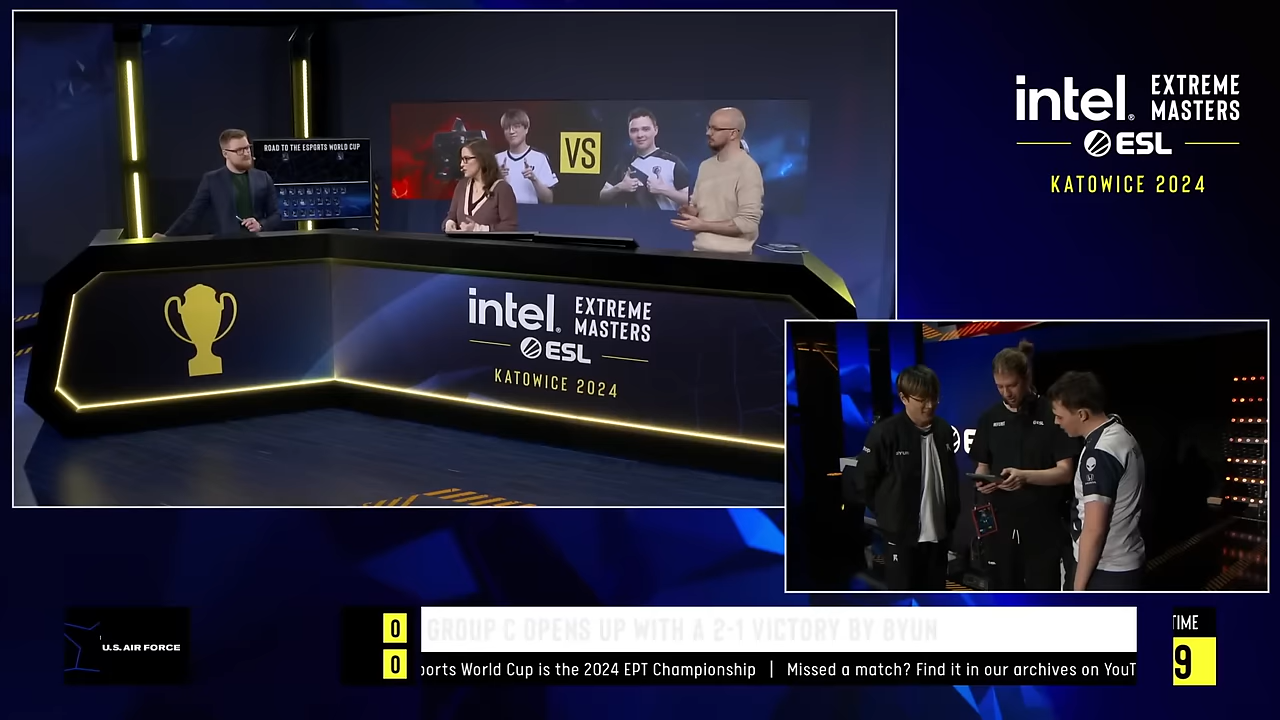 ROAD TO THE ESPORTS WORLD CUP
VS
intel. EXTREME
MASTERS
ESL
KATOWICE 2024
intel. EXTREME
MASTERS
ESL
KATOWICE 2024
U.S. AIR FORCE
0
0
GROUP C OPENS UP WITH A 2-1 VICTORY BY BYUN
ports World Cup is the 2024 EPT Championship | Missed a match? Find it in our archives on YouT
TIME
9